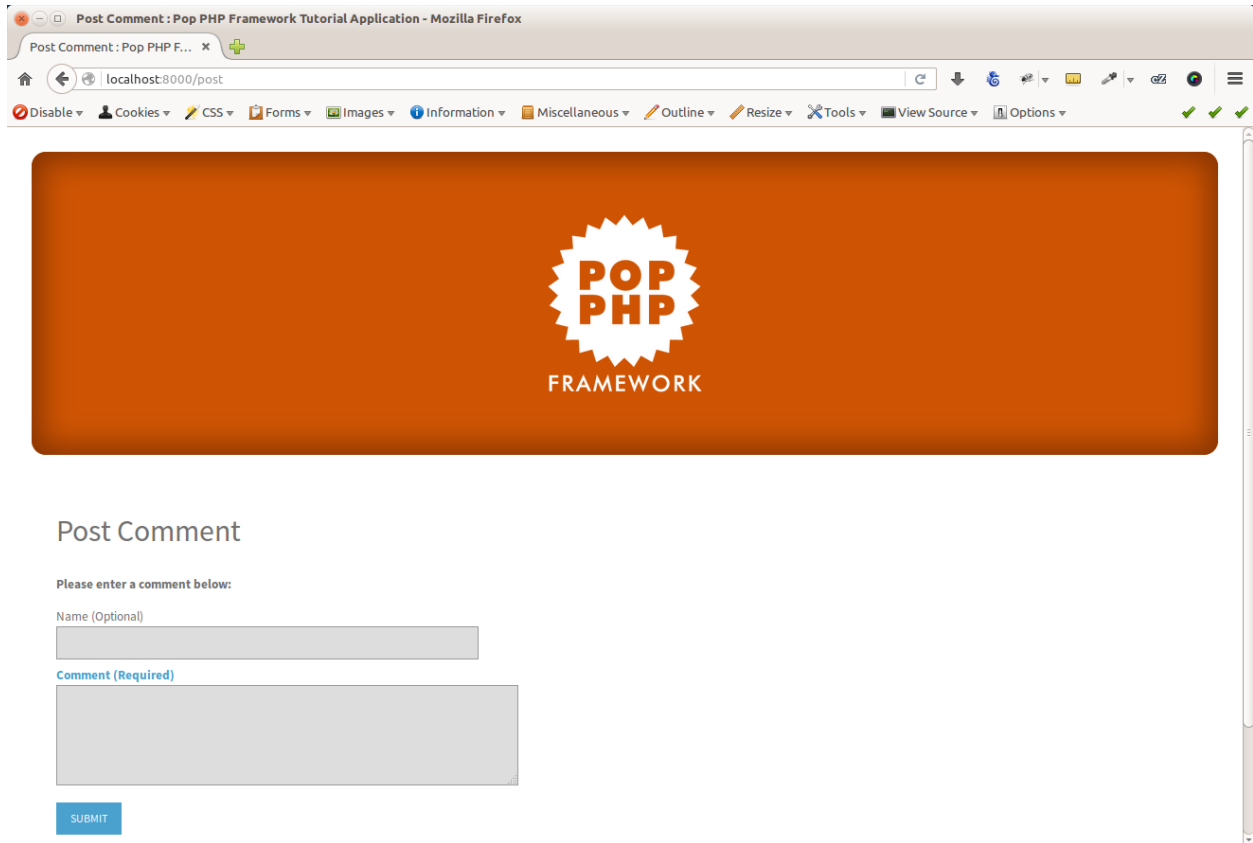 Post Comment : Pop PHP Framework Tutorial Application - Mozilla Firefox
Post Comment : Pop PHP F...
localhost:8000/post
Disable Cookies CSS Forms Images Information Miscellaneous Outline Resize Tools View Source Options
POP
PHP
FRAMEWORK
Post Comment
Please enter a comment below:
Name (Optional)
Comment (Required)
SUBMIT